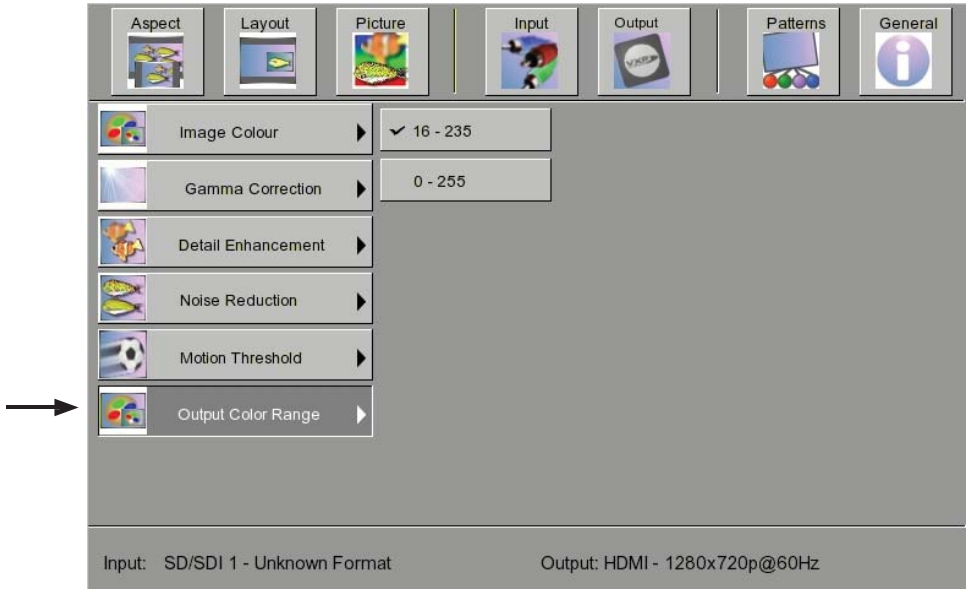 Aspect
Layout
Picture
Input
Output
Patterns
General
VXP
Image Colour
Gamma Correction
Detail Enhancement
Noise Reduction
Motion Threshold
Output Color Range
16 - 235
0 - 255
Input: SD/SDI 1 - Unknown Format
Output: HDMI - 1280x720p@60Hz